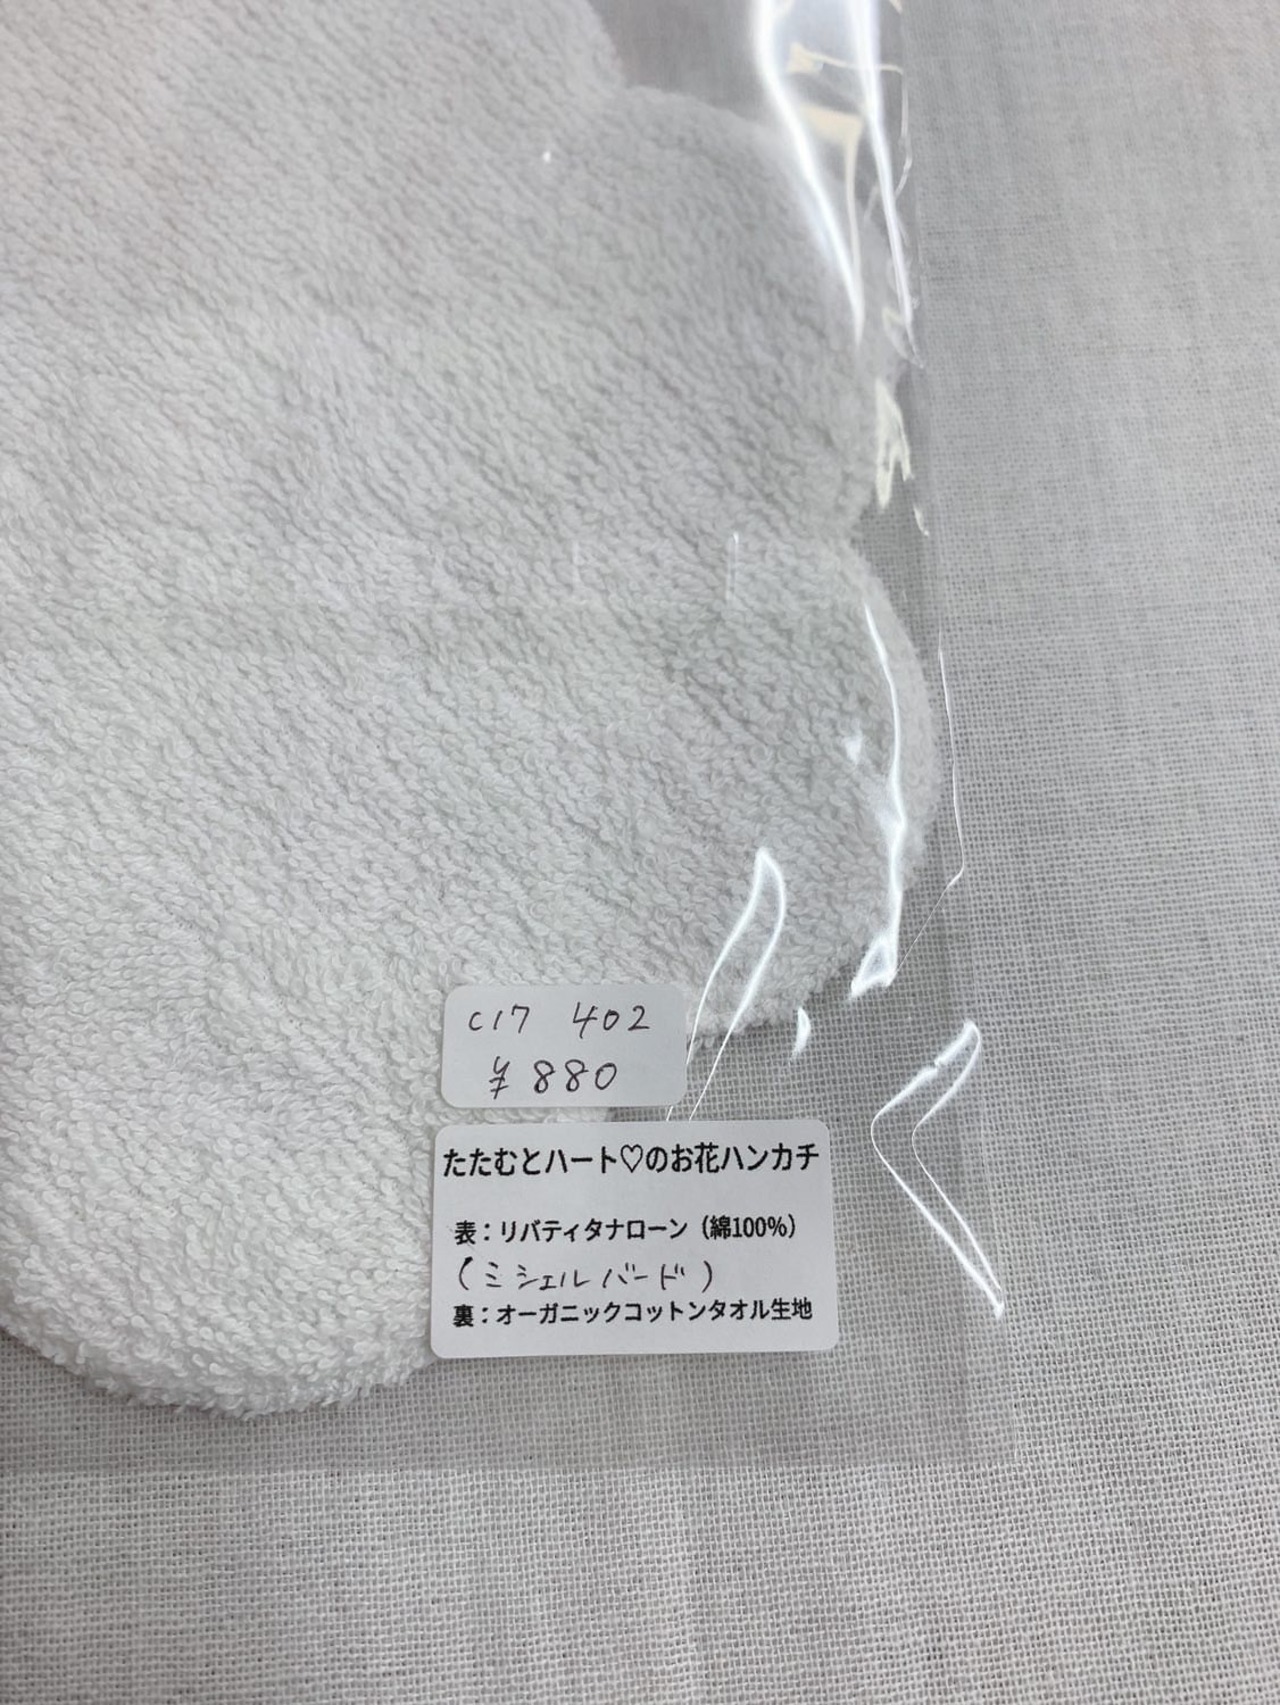 C17 402
¥880
たたむとハート♡のお花ハンカチ
表：リバティタナローン（綿100%）
（ミシェルバード）
裏：オーガニックコットンタオル生地